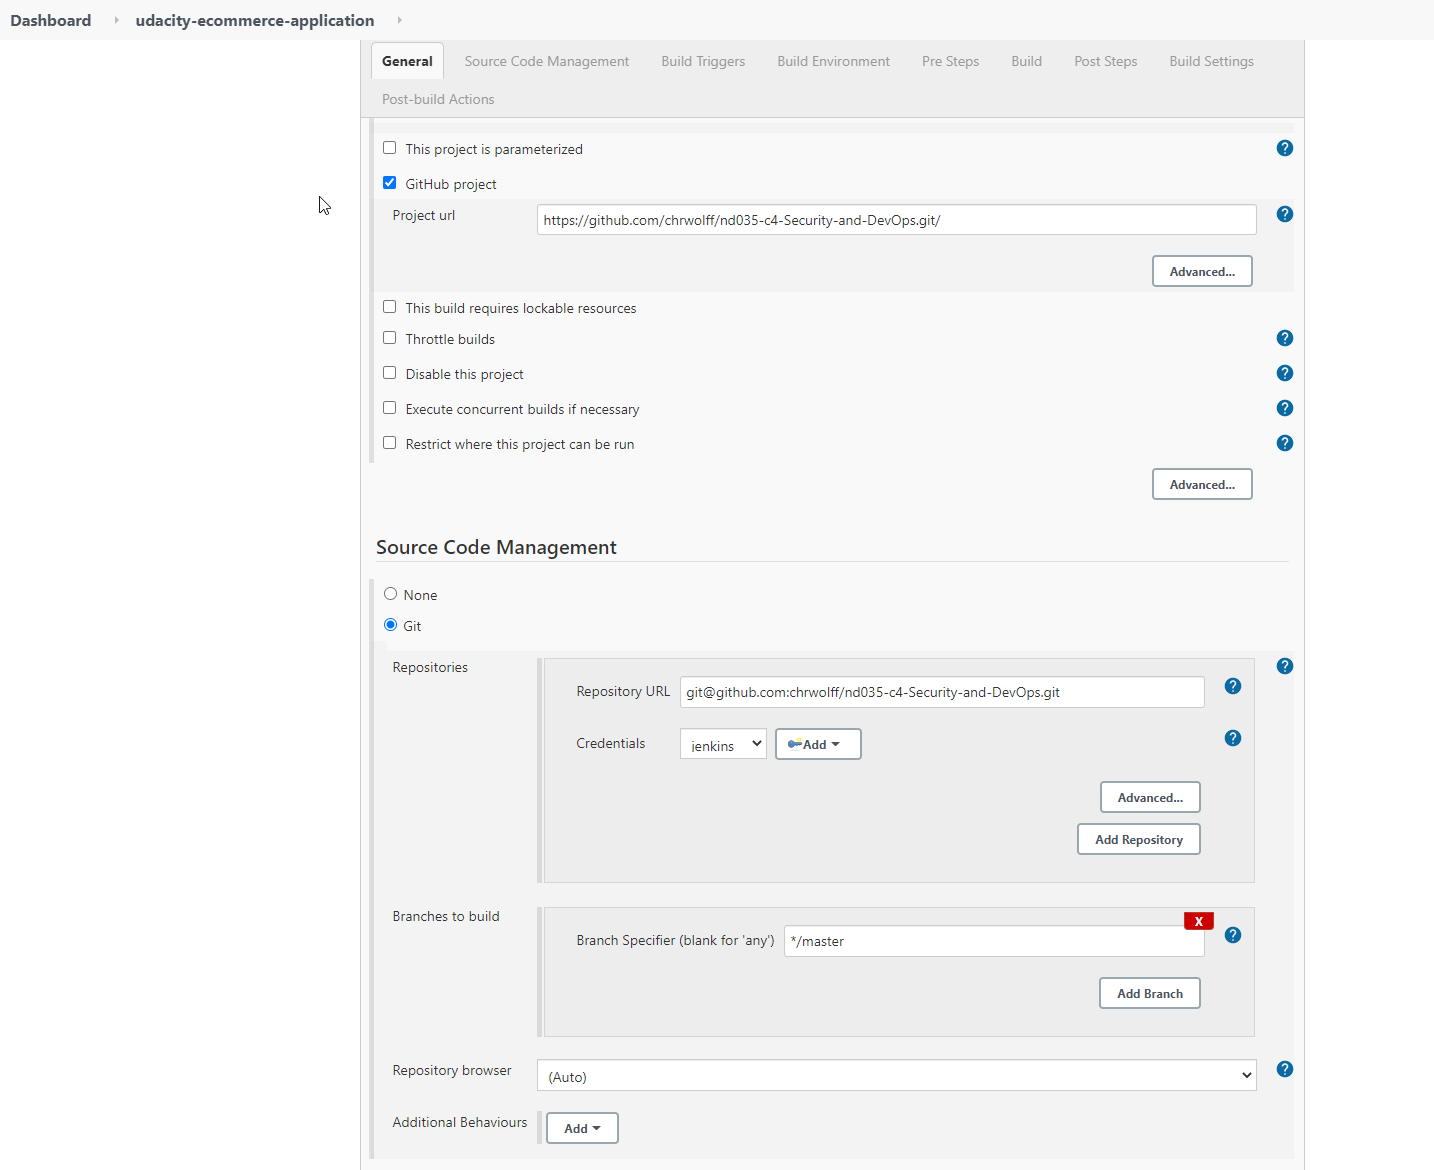 Dashboard udacity-ecommerce-application
General Source Code Management Build Triggers Build Environment Pre Steps Build Post Steps Build Settings
Post-build Actions
This project is parameterized ?
GitHub project
Project url https://github.com/chrwolff/nd035-c4-Security-and-DevOps.git/ ?
Advanced...
This build requires lockable resources
Throttle builds ?
Disable this project ?
Execute concurrent builds if necessary ?
Restrict where this project can be run ?
Advanced...
Source Code Management
None
Git
Repositories ?
Repository URL git@github.com:chrwolff/nd035-c4-Security-and-DevOps.git ?
Credentials jenkins Add ?
Advanced...
Add Repository
Branches to build
X
Branch Specifier (blank for 'any') */master ?
Add Branch
Repository browser (Auto) ?
Additional Behaviours Add